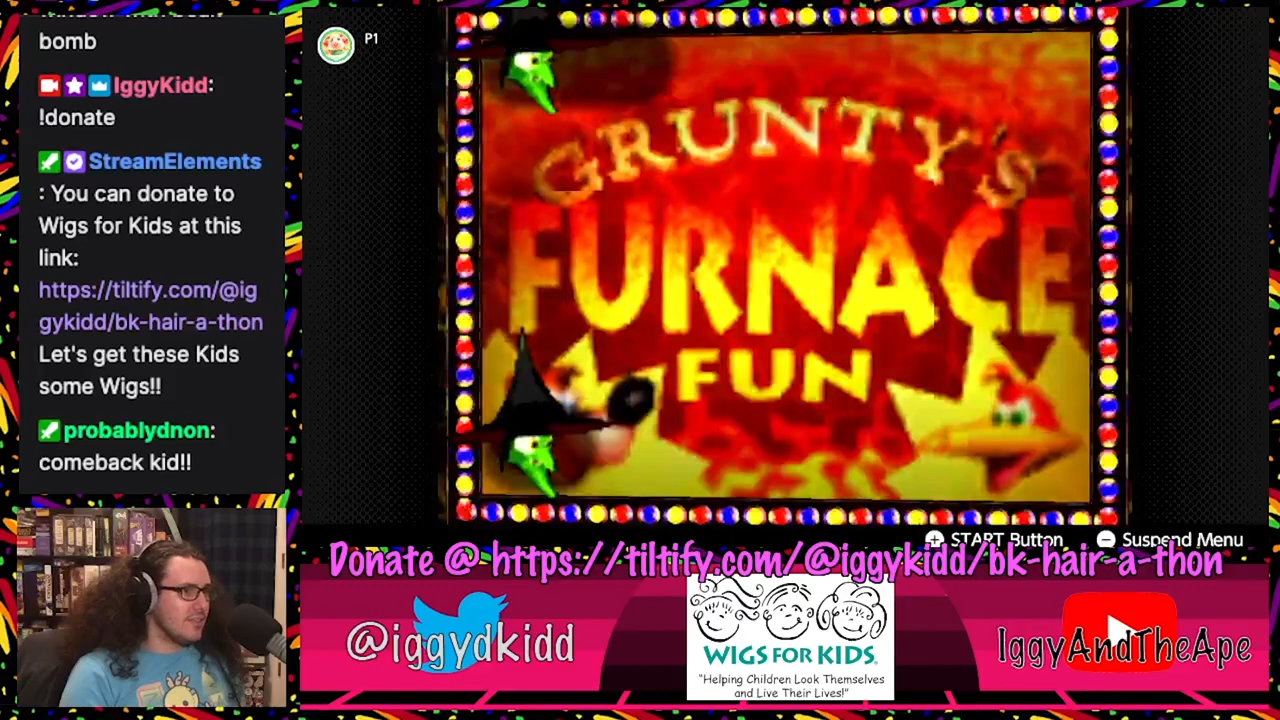 bomb
IggyKidd:
!donate
StreamElements
: You can donate to
Wigs for Kids at this
link:
https://tiltify.com/@ig
gykidd/bk-hair-a-thon
Let's get these Kids
some Wigs!!
probablydnon:
comeback kid!!
P1
GRUNTY'S
FURNACE
FUN
START Button
Suspend Menu
Donate @ https://tiltify.com/@iggykidd/bk-hair-a-thon
@iggydkidd
WIGS FOR KIDS.
"Helping Children Look Themselves
and Live Their Lives!"
IggyAndTheApe